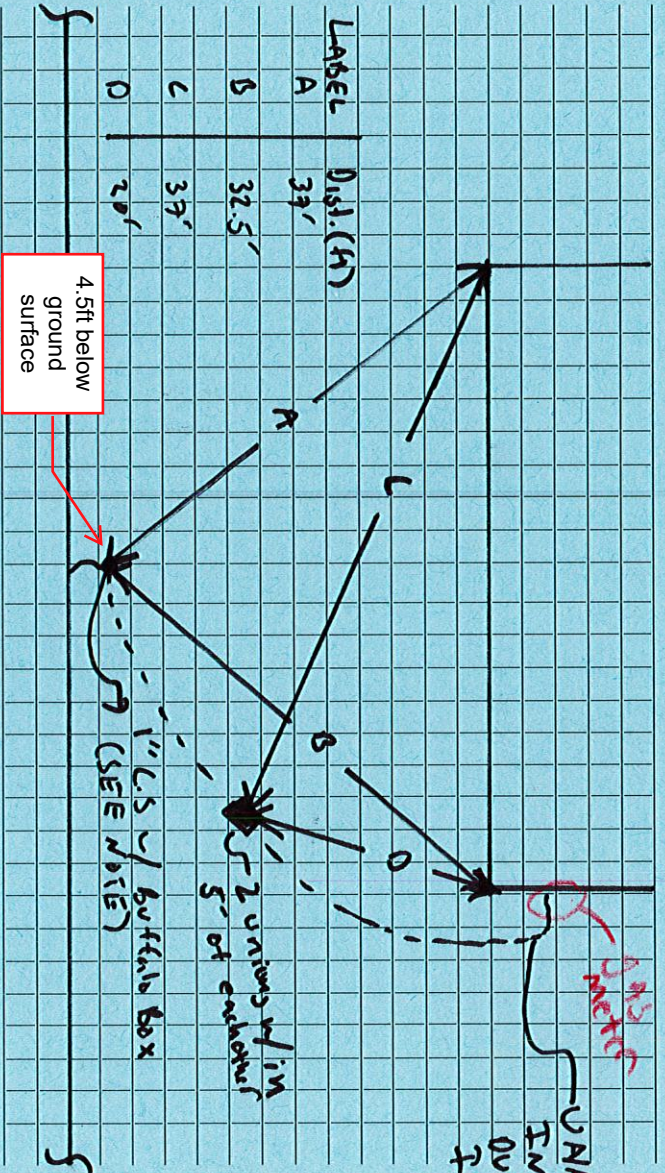 LABEL Dist. (ft)
A 37'
B 32.5'
C 37'
D 20'
4.5ft below
ground
surface
A
C
B
D
1" C.S w/ Buffalo Box
(SEE NOTE)
2 unions w/in
5' of eachother
gas
meter